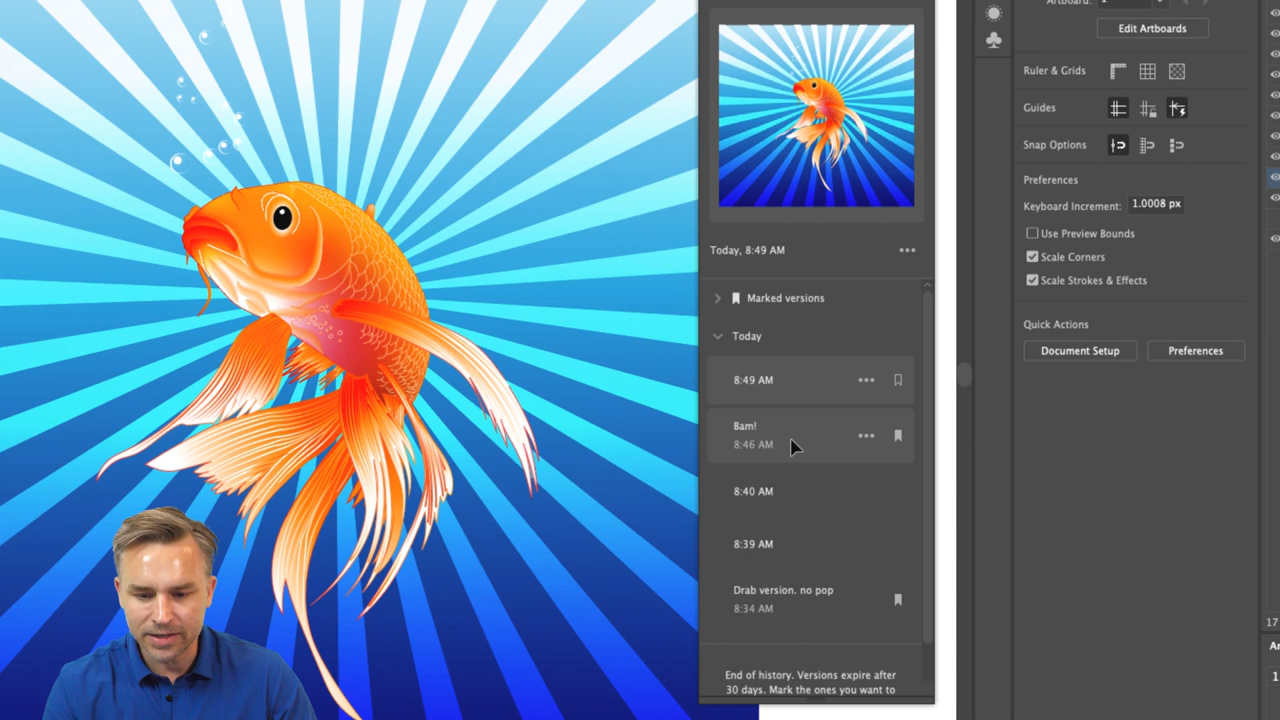 Today, 8:49 AM
Marked versions
Today
8:49 AM
Bam!
8:46 AM
8:40 AM
8:39 AM
Drab version. no pop
8:34 AM
End of history. Versions expire after
30 days. Mark the ones you want to
Artboard:
Edit Artboards
Ruler & Grids
Guides
Snap Options
Preferences
Keyboard Increment: 1.0008 px
Use Preview Bounds
Scale Corners
Scale Strokes & Effects
Quick Actions
Document Setup
Preferences
17
1